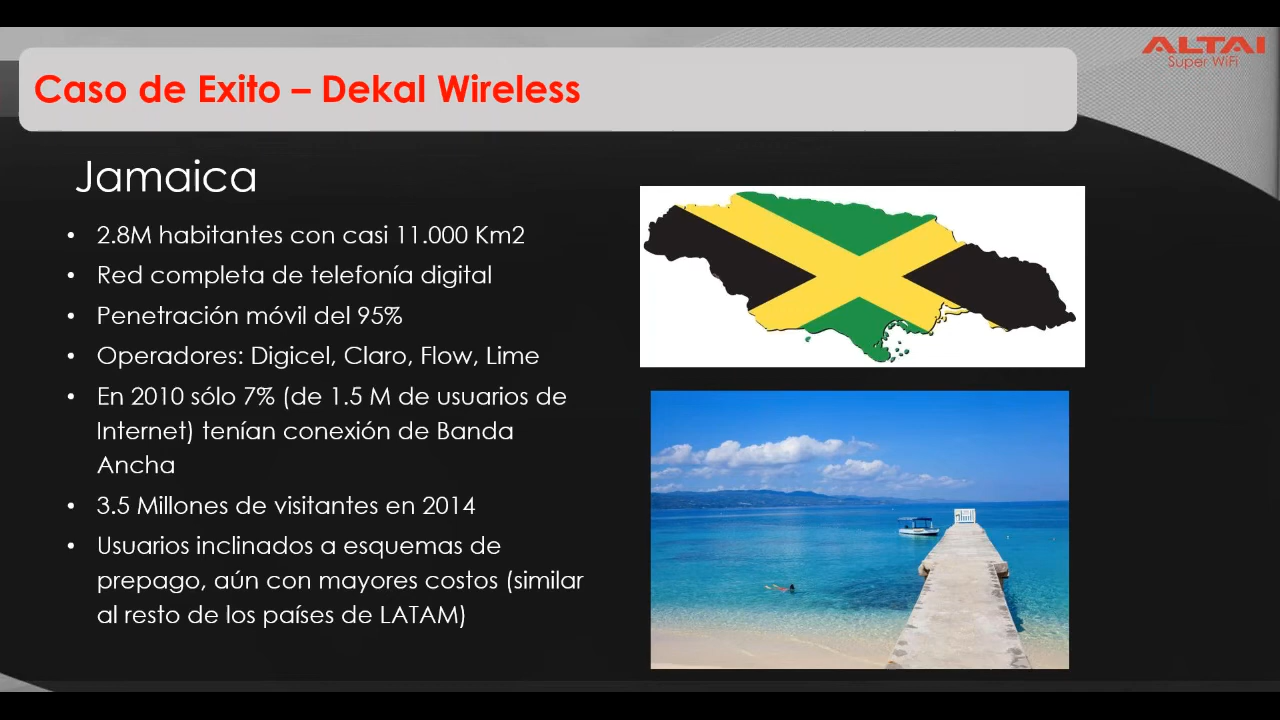 ALTAI
Super WiFi
Caso de Exito – Dekal Wireless
Jamaica
• 2.8M habitantes con casi 11.000 Km2
• Red completa de telefonía digital
• Penetración móvil del 95%
• Operadores: Digicel, Claro, Flow, Lime
• En 2010 sólo 7% (de 1.5 M de usuarios de
Internet) tenían conexión de Banda
Ancha
• 3.5 Millones de visitantes en 2014
• Usuarios inclinados a esquemas de
prepago, aún con mayores costos (similar
al resto de los países de LATAM)